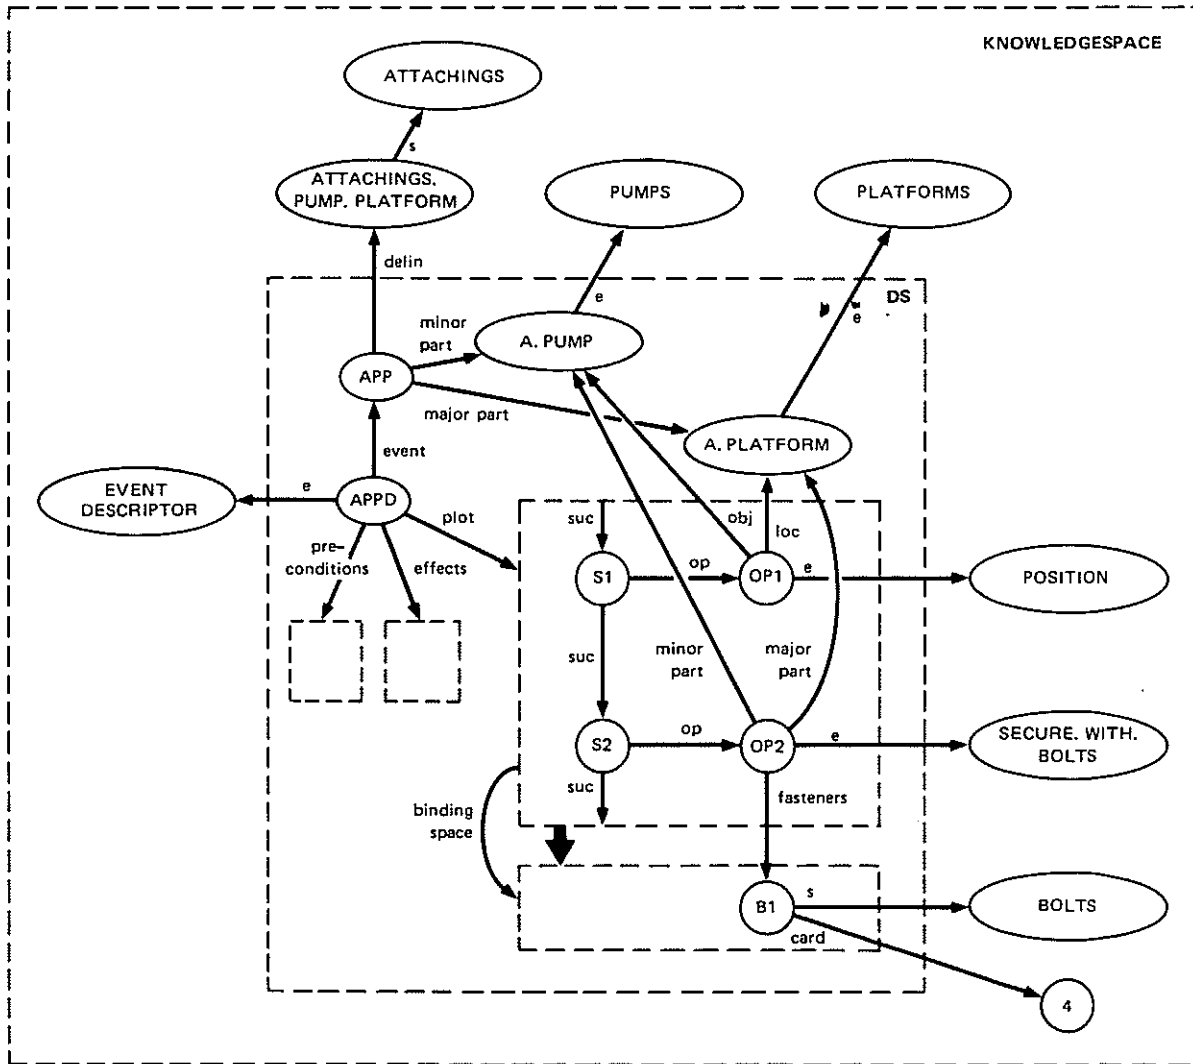 KNOWLEDGESPACE
ATTACHINGS
s
ATTACHINGS.
PUMP. PLATFORM
PUMPS
PLATFORMS
delin
DS
e
e
minor
part
A. PUMP
APP
major part
A. PLATFORM
event
EVENT
DESCRIPTOR
e
APPD
plot
suc
obj
loc
pre-
conditions
effects
S1
op
OP1
e
POSITION
suc
minor
part
major
part
S2
op
OP2
e
SECURE. WITH.
BOLTS
suc
fasteners
binding
space
B1
s
BOLTS
card
4